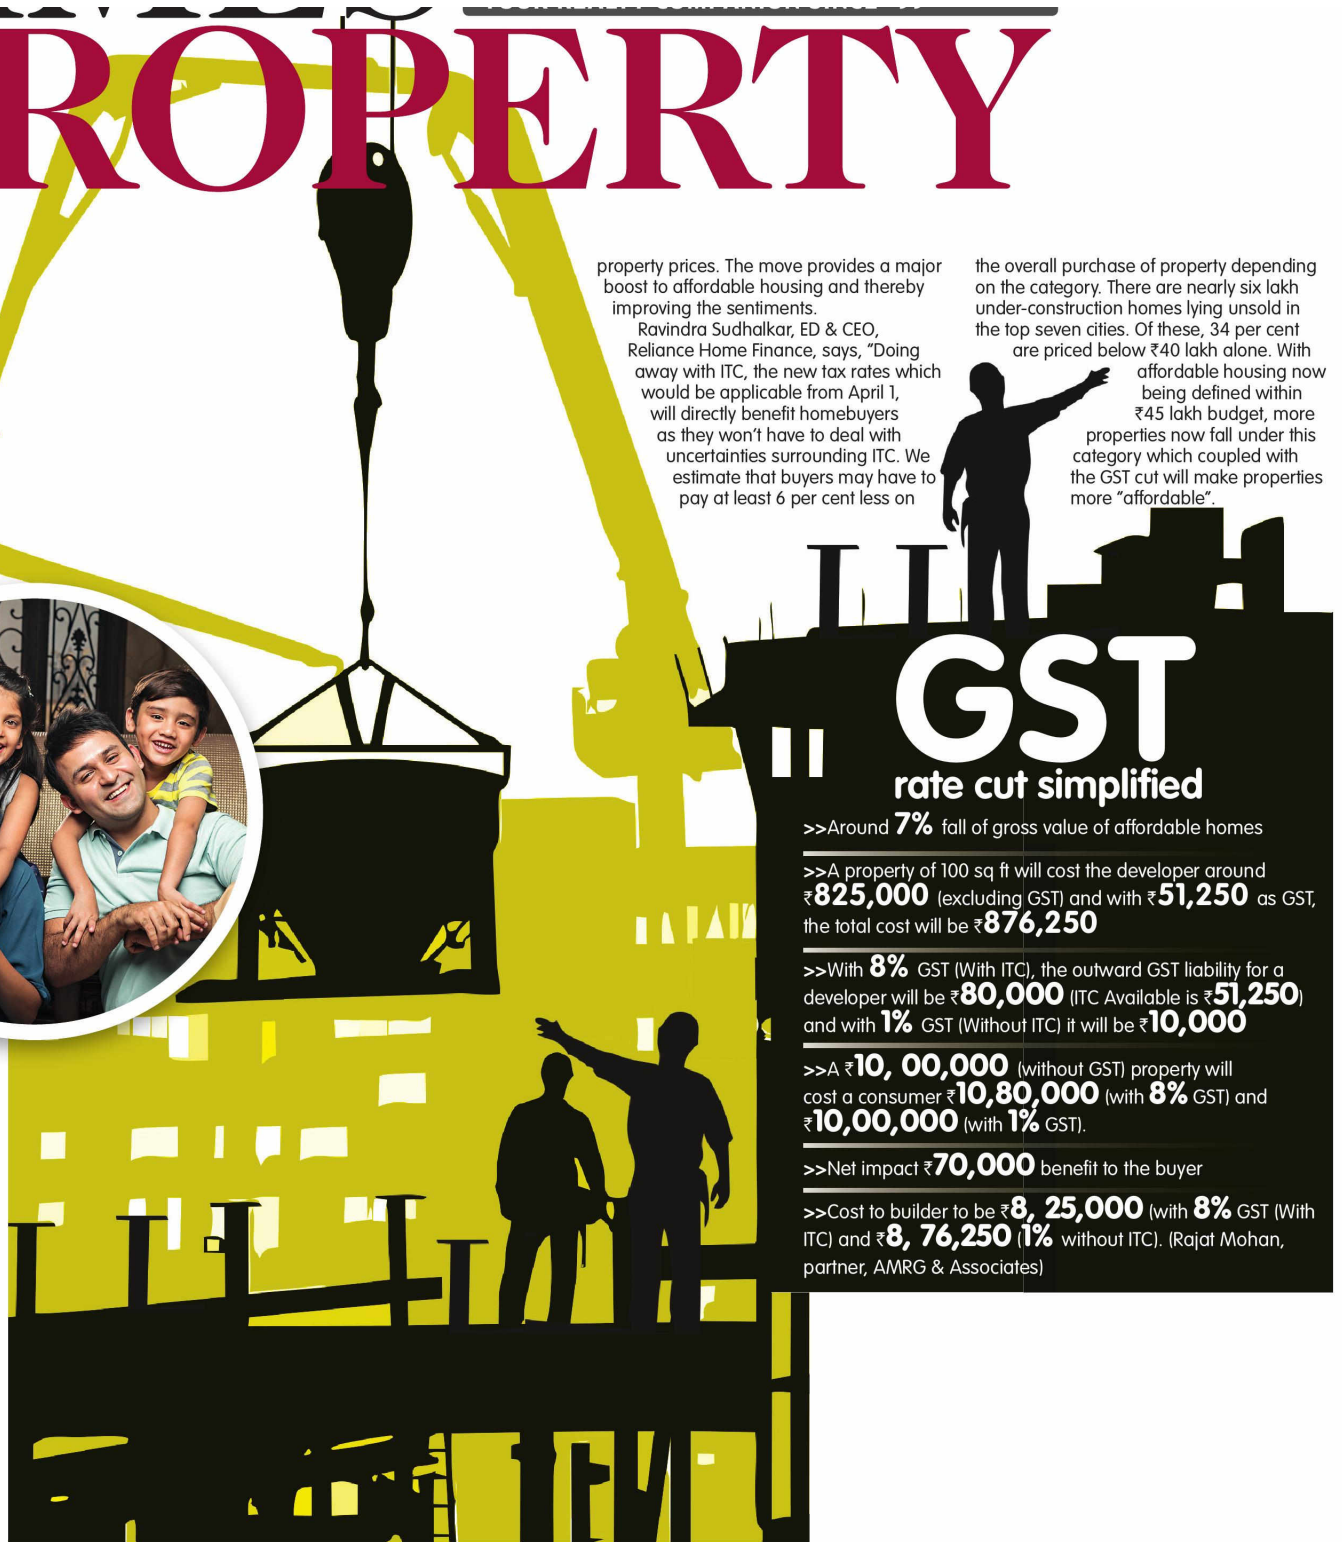 ROPERTY
property prices. The move provides a major
boost to affordable housing and thereby
improving the sentiments.
Ravindra Sudhalkar, ED & CEO,
Reliance Home Finance, says, "Doing
away with ITC, the new tax rates which
would be applicable from April 1,
will directly benefit homebuyers
as they won't have to deal with
uncertainties surrounding ITC. We
estimate that buyers may have to
pay at least 6 per cent less on
the overall purchase of property depending
on the category. There are nearly six lakh
under-construction homes lying unsold in
the top seven cities. Of these, 34 per cent
are priced below ₹40 lakh alone. With
affordable housing now
being defined within
₹45 lakh budget, more
properties now fall under this
category which coupled with
the GST cut will make properties
more "affordable".
GST
rate cut simplified
>>Around 7% fall of gross value of affordable homes
>>A property of 100 sq ft will cost the developer around
₹825,000 (excluding GST) and with ₹51,250 as GST,
the total cost will be ₹876,250
>>With 8% GST (With ITC), the outward GST liability for a
developer will be ₹80,000 (ITC Available is ₹51,250)
and with 1% GST (Without ITC) it will be ₹10,000
>>A ₹10, 00,000 (without GST) property will
cost a consumer ₹10,80,000 (with 8% GST) and
₹10,00,000 (with 1% GST).
>>Net impact ₹70,000 benefit to the buyer
>>Cost to builder to be ₹8, 25,000 (with 8% GST (With
ITC) and ₹8, 76,250 (1% without ITC). (Rajat Mohan,
partner, AMRG & Associates)